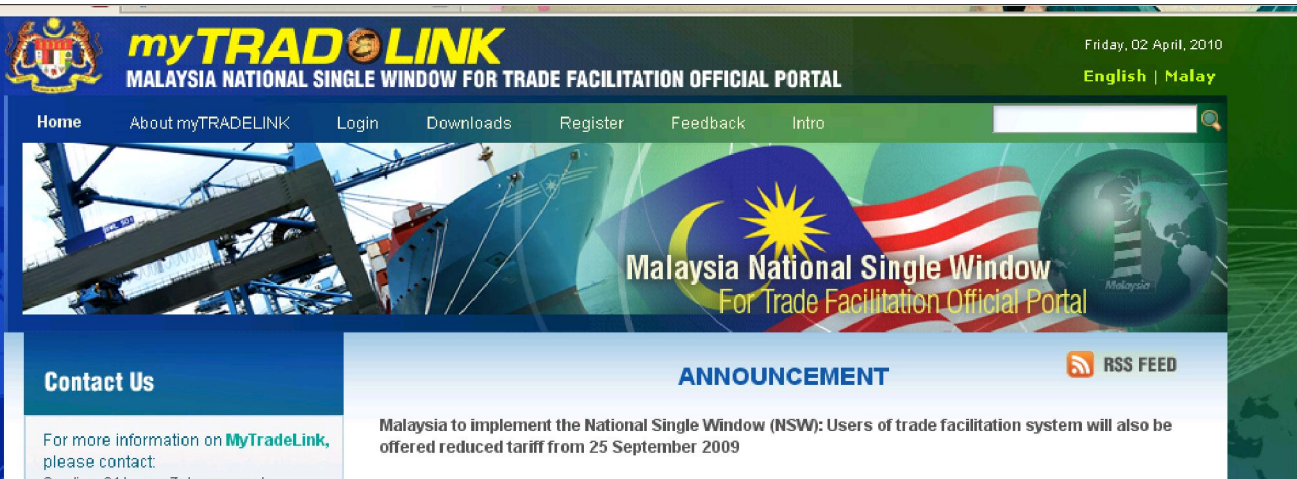 myTRADELINK
MALAYSIA NATIONAL SINGLE WINDOW FOR TRADE FACILITATION OFFICIAL PORTAL
Friday, 02 April, 2010
English | Malay
Home About myTRADELINK Login Downloads Register Feedback Intro
Malaysia National Single Window
For Trade Facilitation Official Portal
Malaysia
Contact Us
ANNOUNCEMENT
RSS FEED
For more information on MyTradeLink,
please contact:
Malaysia to implement the National Single Window (NSW): Users of trade facilitation system will also be
offered reduced tariff from 25 September 2009